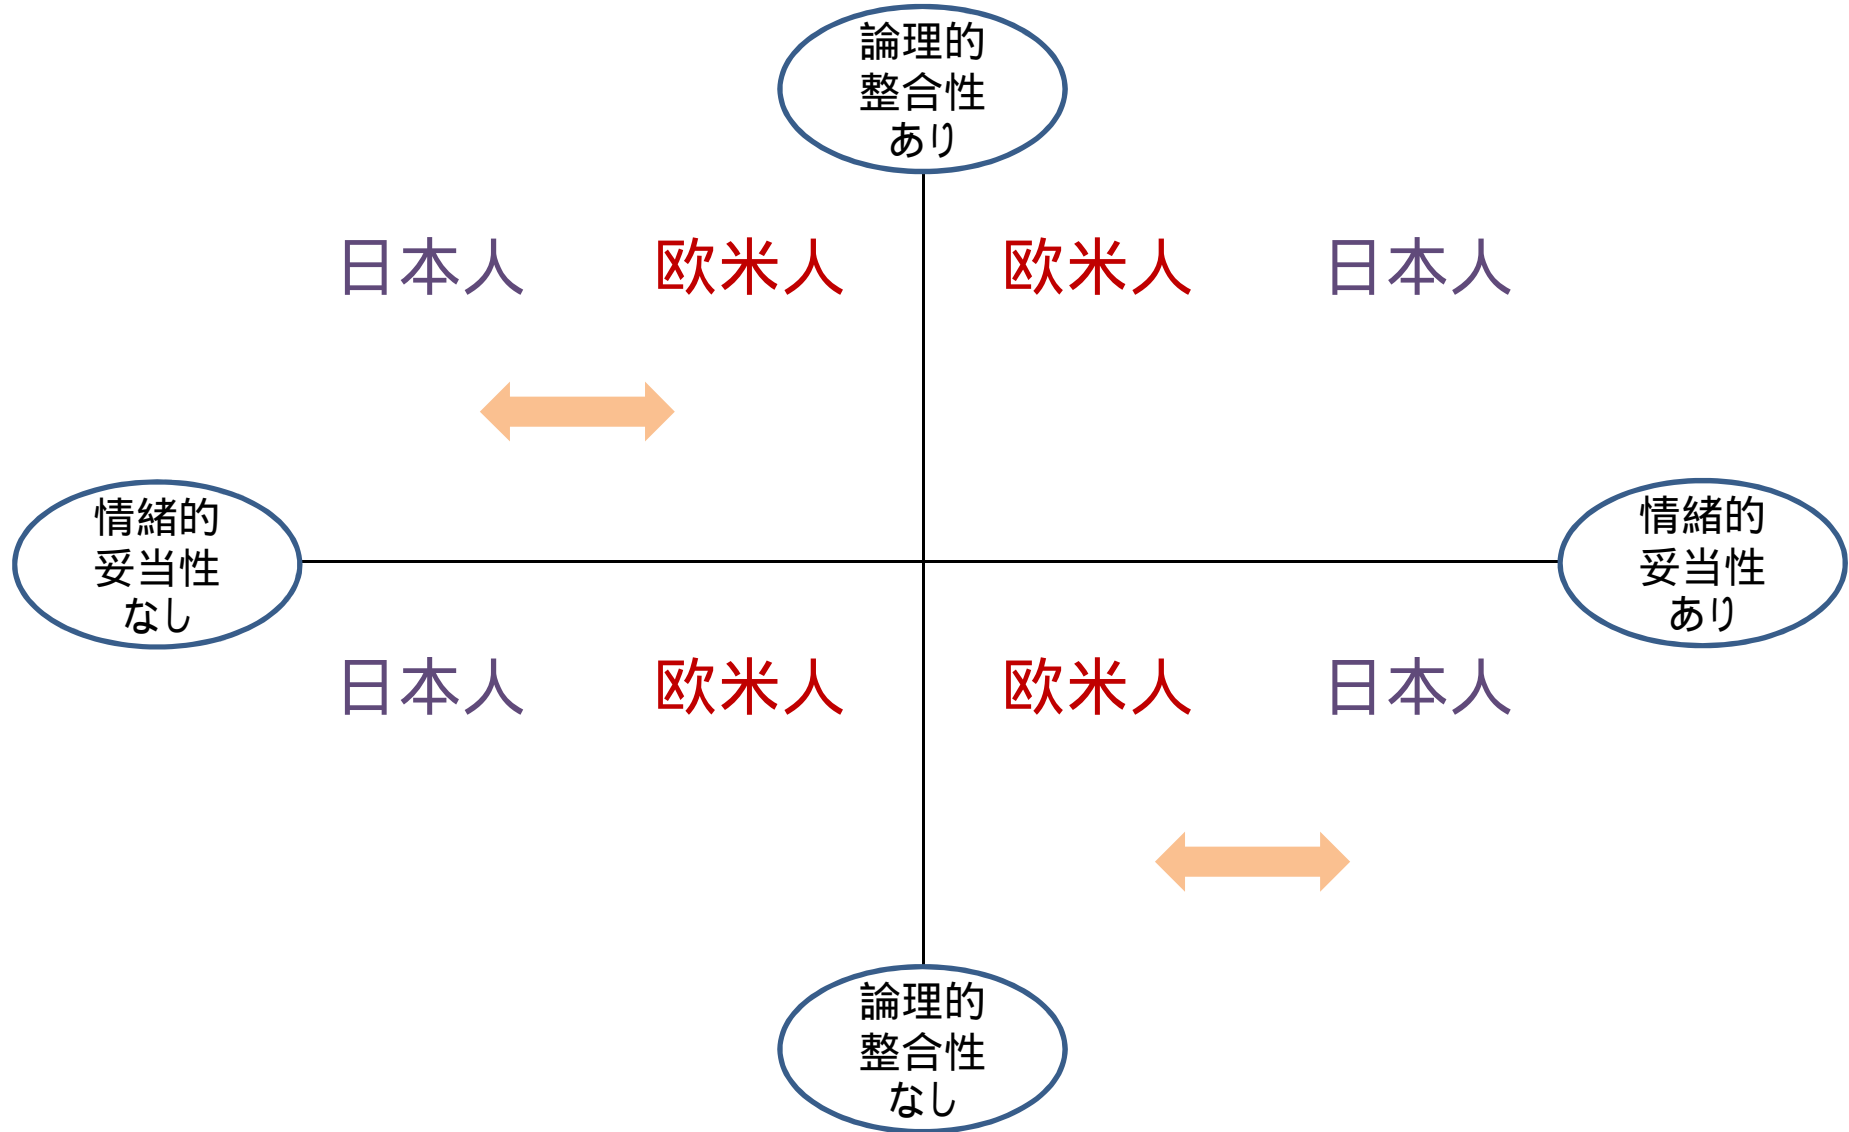 論理的
整合性
あり
日本人 欧米人 欧米人 日本人
情緒的
妥当性
なし
情緒的
妥当性
あり
日本人 欧米人 欧米人 日本人
論理的
整合性
なし